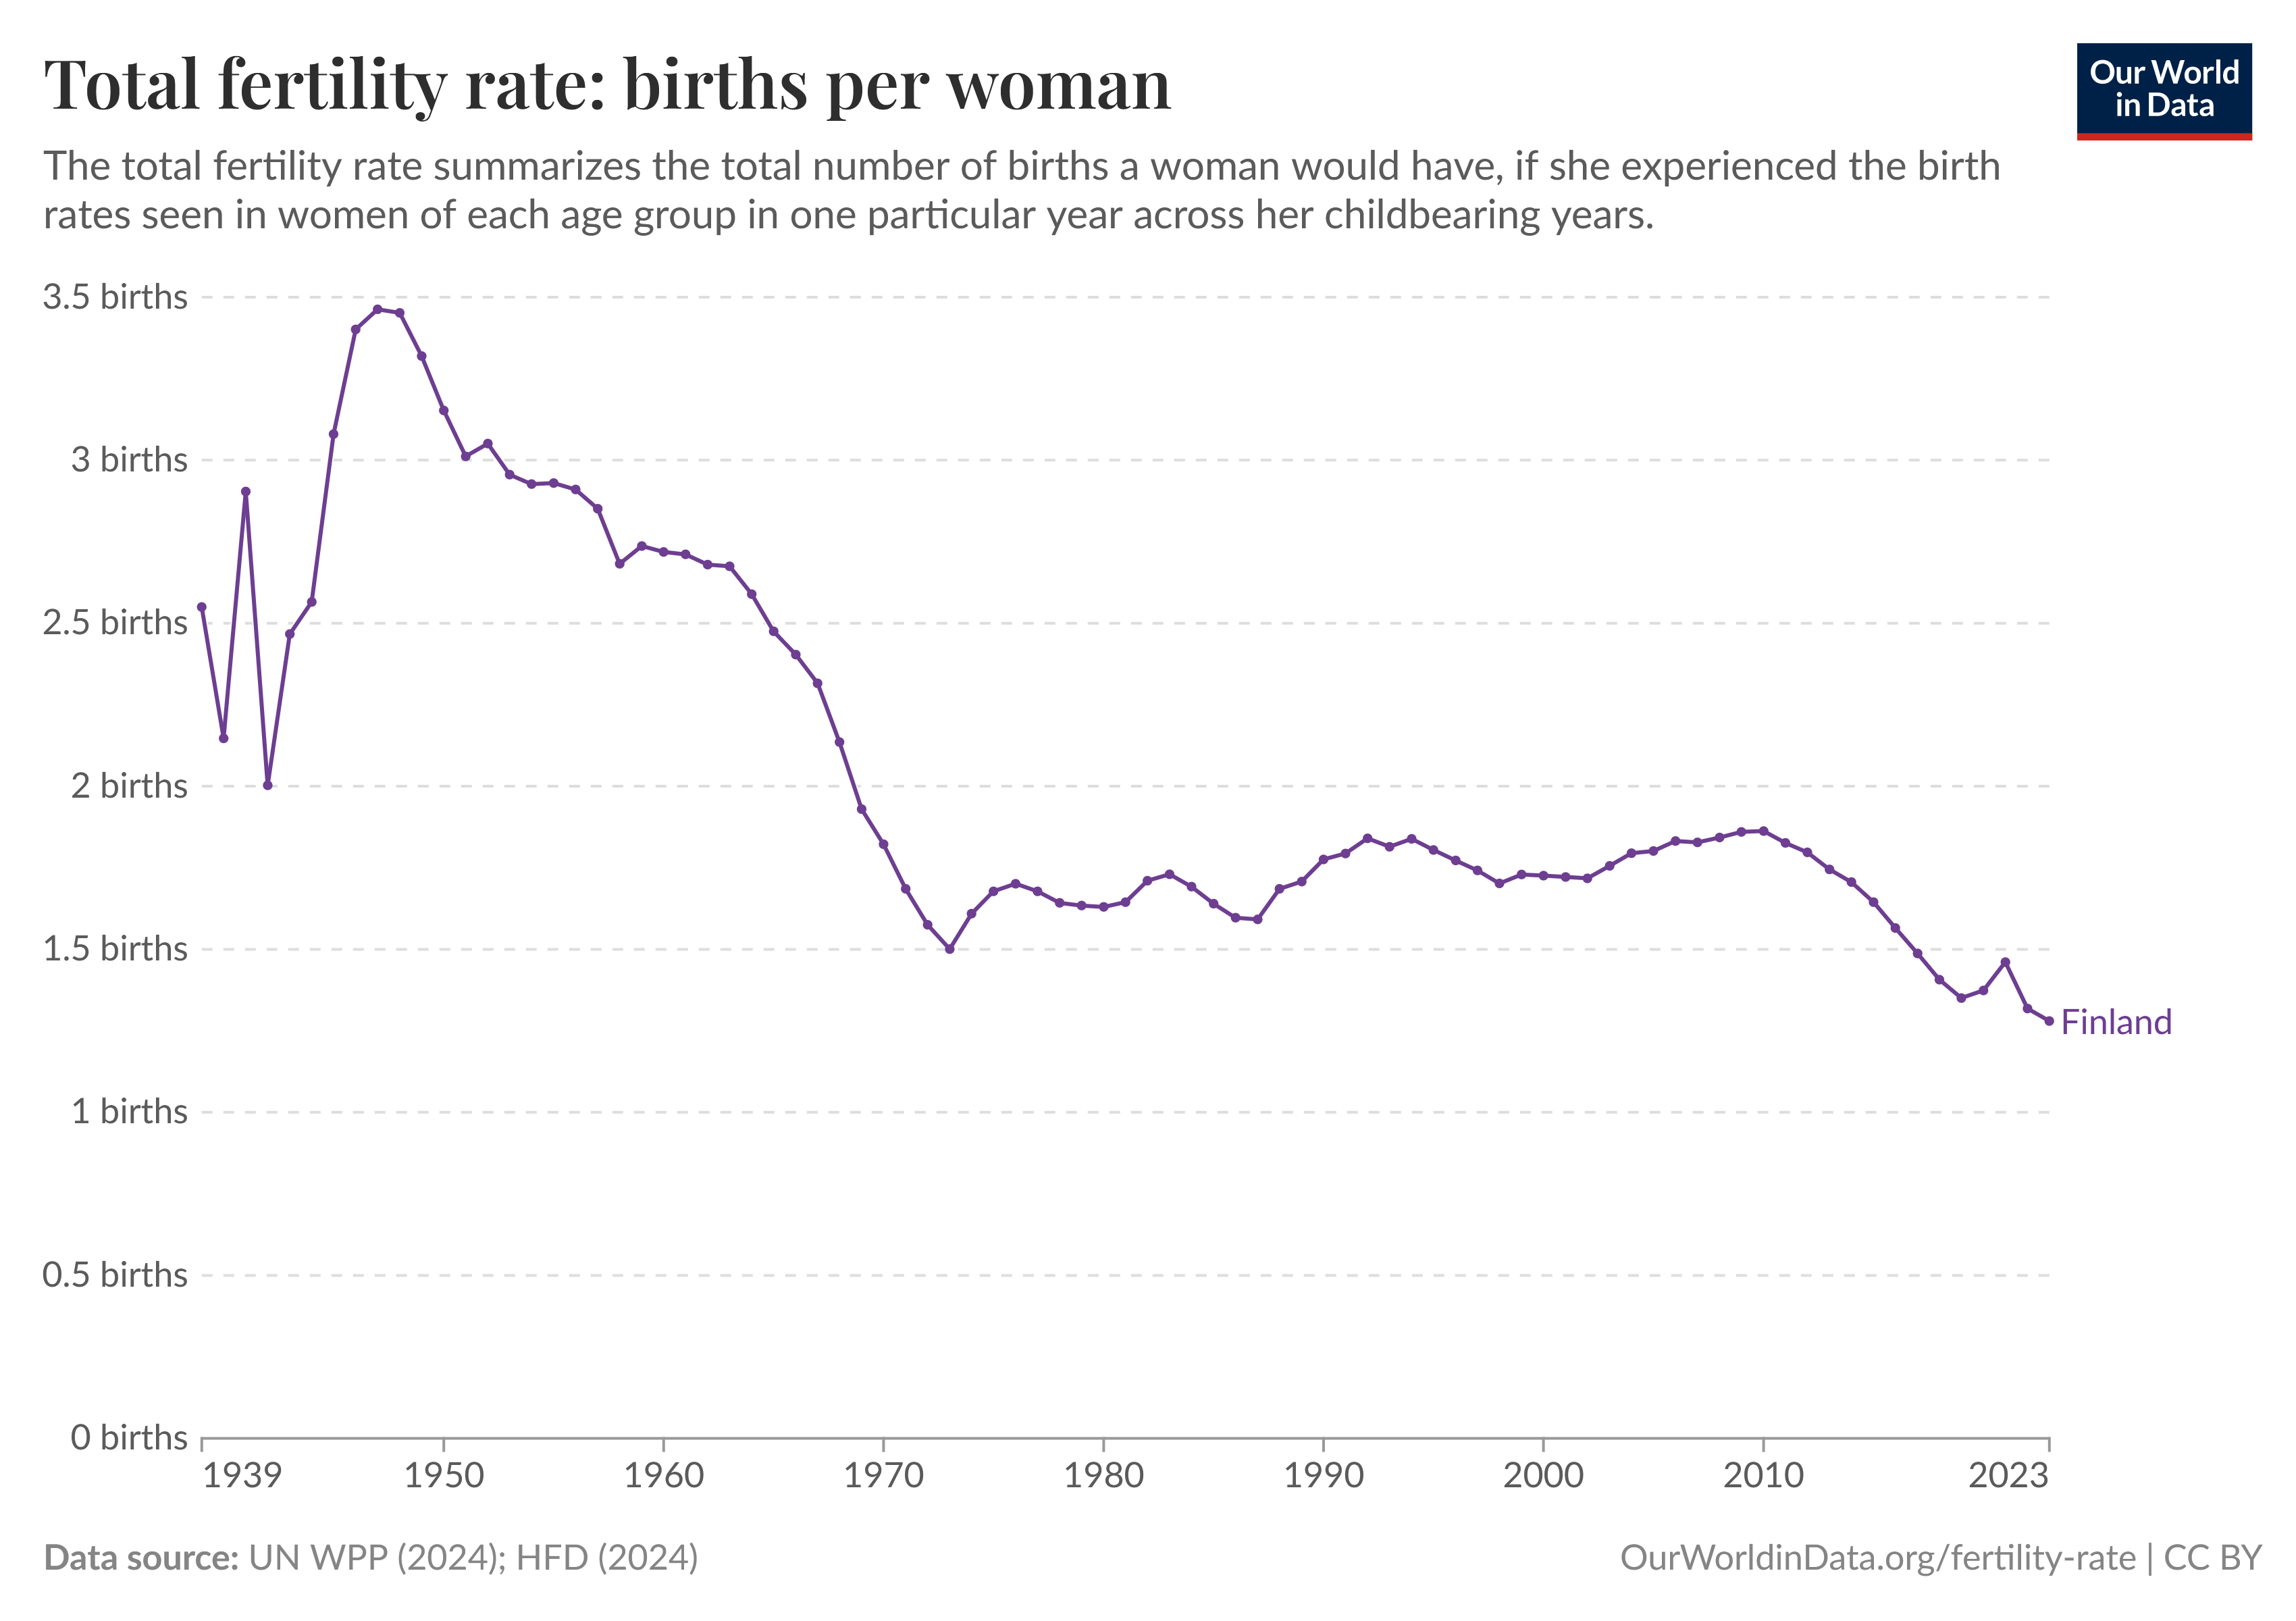 Total fertility rate: births per woman
Our World
in Data
The total fertility rate summarizes the total number of births a woman would have, if she experienced the birth
rates seen in women of each age group in one particular year across her childbearing years.
3.5 births
3 births
2.5 births
2 births
1.5 births
Finland
1 births
0.5 births
0 births
1939 1950 1960 1970 1980 1990 2000 2010 2023
Data source: UN WPP (2024); HFD (2024)
OurWorldinData.org/fertility-rate | CC BY